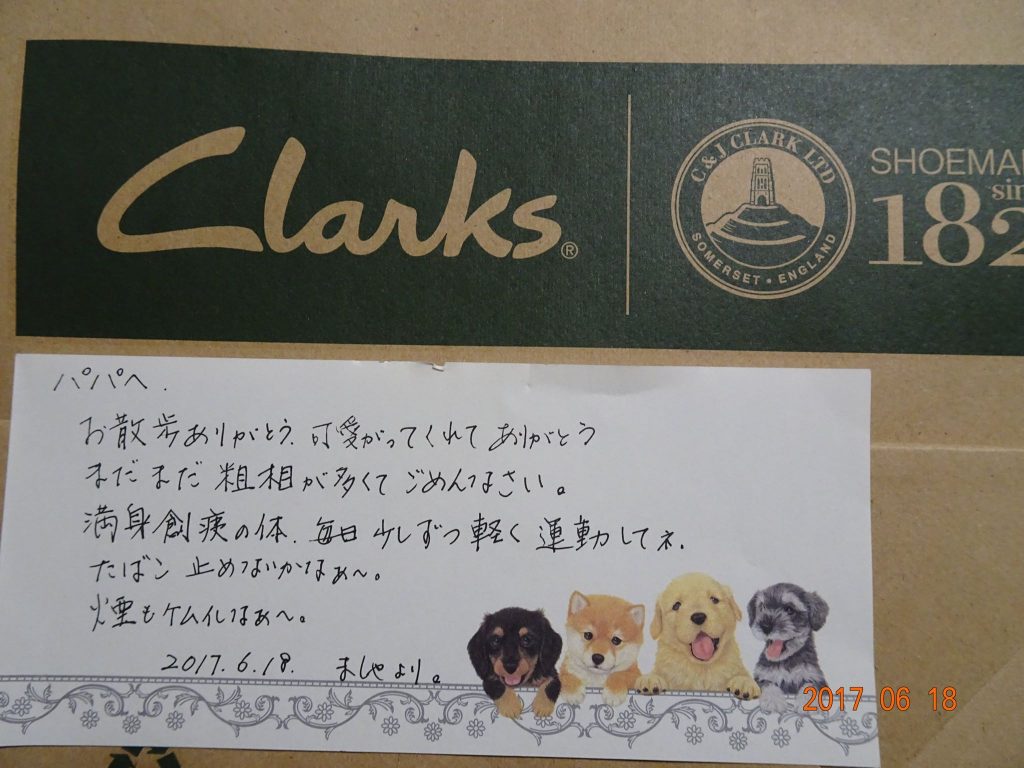 Clarks®
C & J CLARK LTD
SOMERSET • ENGLAND
SHOEMA
sin
182
パパへ.
お散歩ありがとう. 可愛がってくれて ありがとう
まだまだ 粗相が多くて ごめんなさい。
満身創痍の体. 毎日 少しずつ軽く 運動してネ.
たばこ 止めないかなぁ〜。
煙もケムイしなぁ〜。
2017.6.18. より。
2017 06 18